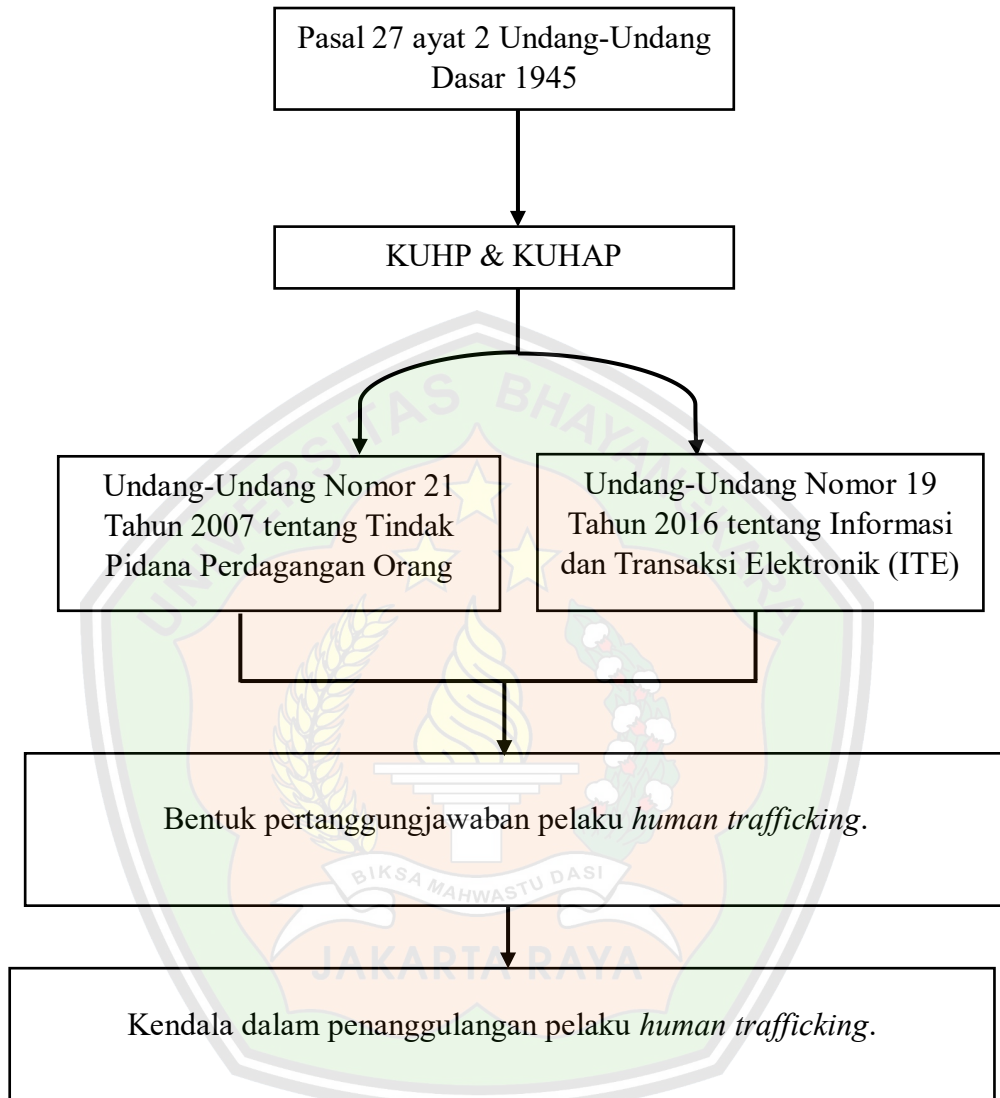 Pasal 27 ayat 2 Undang-Undang
Dasar 1945
KUHP & KUHAP
UNIVERSITAS BHAYANGKARA
Undang-Undang Nomor 21
Tahun 2007 tentang Tindak
Pidana Perdagangan Orang
Undang-Undang Nomor 19
Tahun 2016 tentang Informasi
dan Transaksi Elektronik (ITE)
Bentuk pertanggungjawaban pelaku human trafficking.
BIKSA MAHWASTU DASI
JAKARTA RAYA
Kendala dalam penanggulangan pelaku human trafficking.